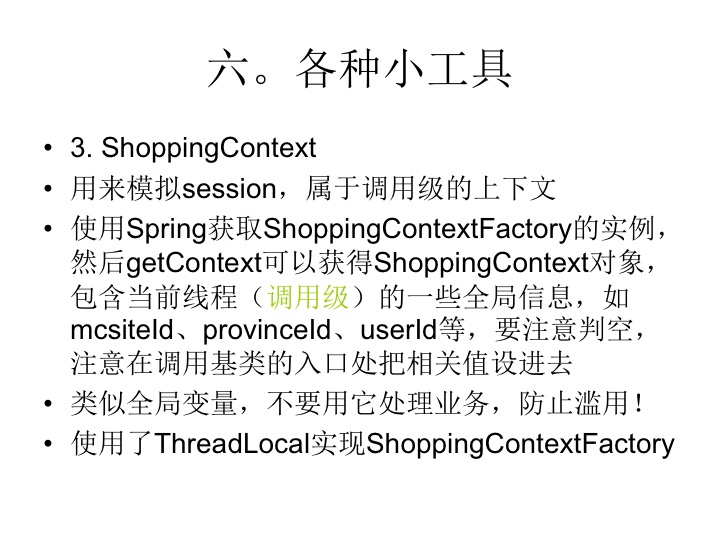 六。各种小工具
• 3. ShoppingContext
• 用来模拟session，属于调用级的上下文
• 使用Spring获取ShoppingContextFactory的实例，
然后getContext可以获得ShoppingContext对象，
包含当前线程（调用级）的一些全局信息，如
mcsiteId、provinceId、userId等，要注意判空，
注意在调用基类的入口处把相关值设进去
• 类似全局变量，不要用它处理业务，防止滥用！
• 使用了ThreadLocal实现ShoppingContextFactory